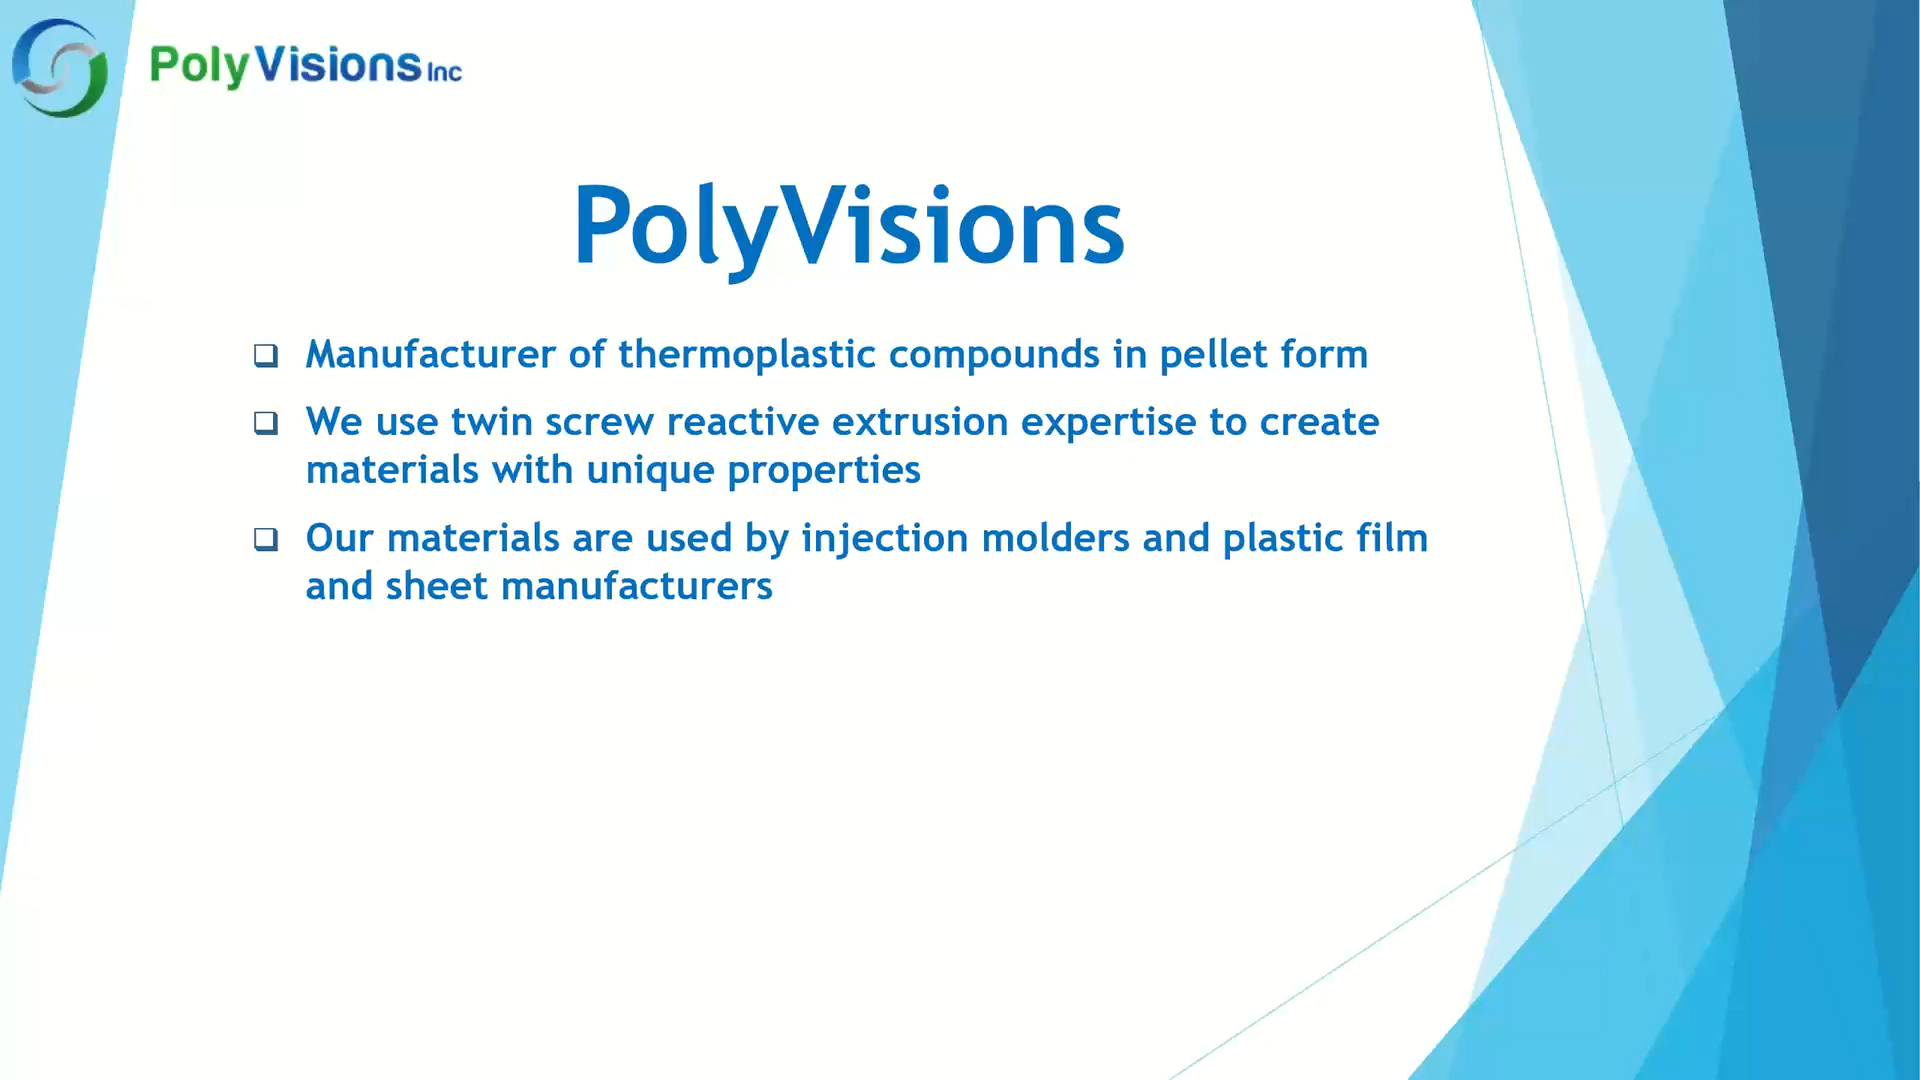 PolyVisions Inc
PolyVisions
❑ Manufacturer of thermoplastic compounds in pellet form
❑ We use twin screw reactive extrusion expertise to create
materials with unique properties
❑ Our materials are used by injection molders and plastic film
and sheet manufacturers